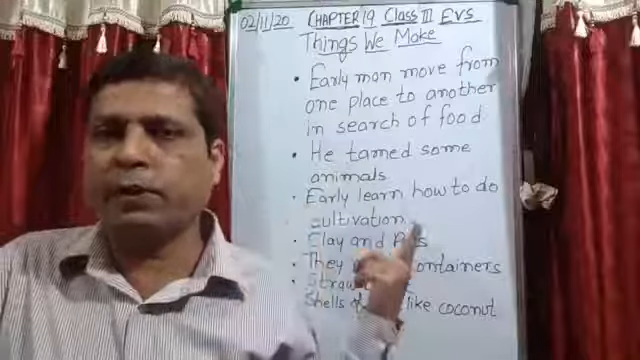 02/11/20 CHAPTER 19 Class III EVS
Things We Make
• Early man move from
one place to another
in search of food
• He tamed some
animals
• Early learn how to do
cultivation
• Clay and
• They containers
•
Shells like coconut